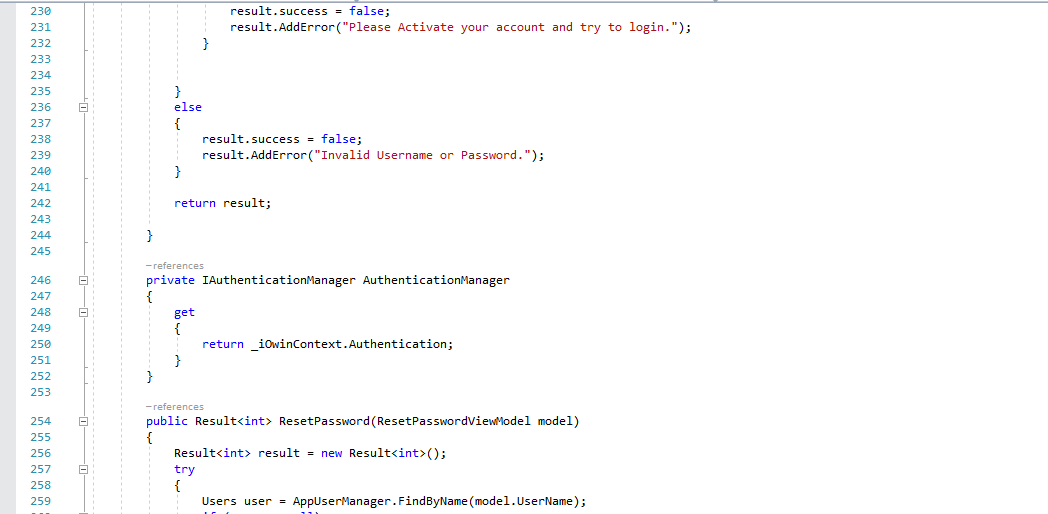 230 result.success = false;
231 result.AddError("Please Activate your account and try to login.");
232 }
233
234
235 }
236 else
237 {
238 result.success = false;
239 result.AddError("Invalid Username or Password.");
240 }
241
242 return result;
243
244 }
245
-references
246 private IAuthenticationManager AuthenticationManager
247 {
248 get
249 {
250 return _iOwinContext.Authentication;
251 }
252 }
253
-references
254 public Result<int> ResetPassword(ResetPasswordViewModel model)
255 {
256 Result<int> result = new Result<int>();
257 try
258 {
259 Users user = AppUserManager.FindByName(model.UserName);